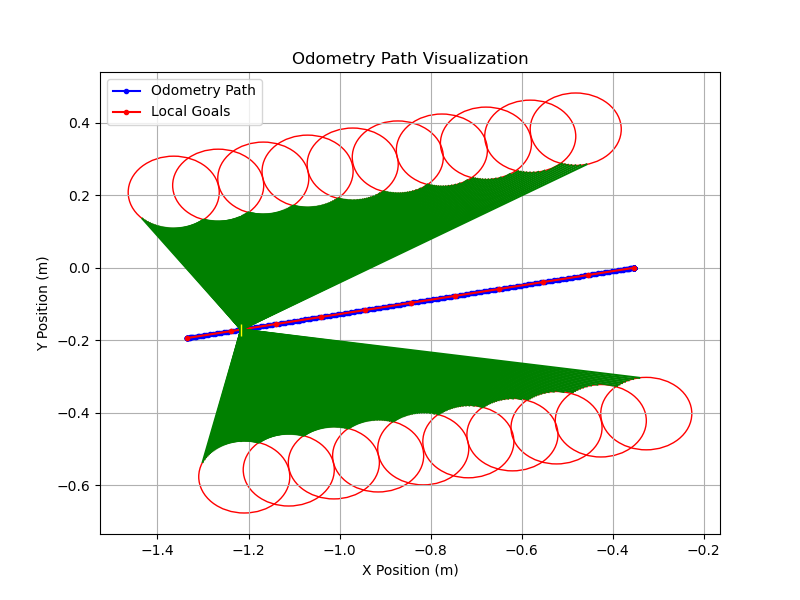 Odometry Path Visualization
Odometry Path
Local Goals
Y Position (m)
0.4
0.2
0.0
−0.2
−0.4
−0.6
−1.4 −1.2 −1.0 −0.8 −0.6 −0.4 −0.2
X Position (m)